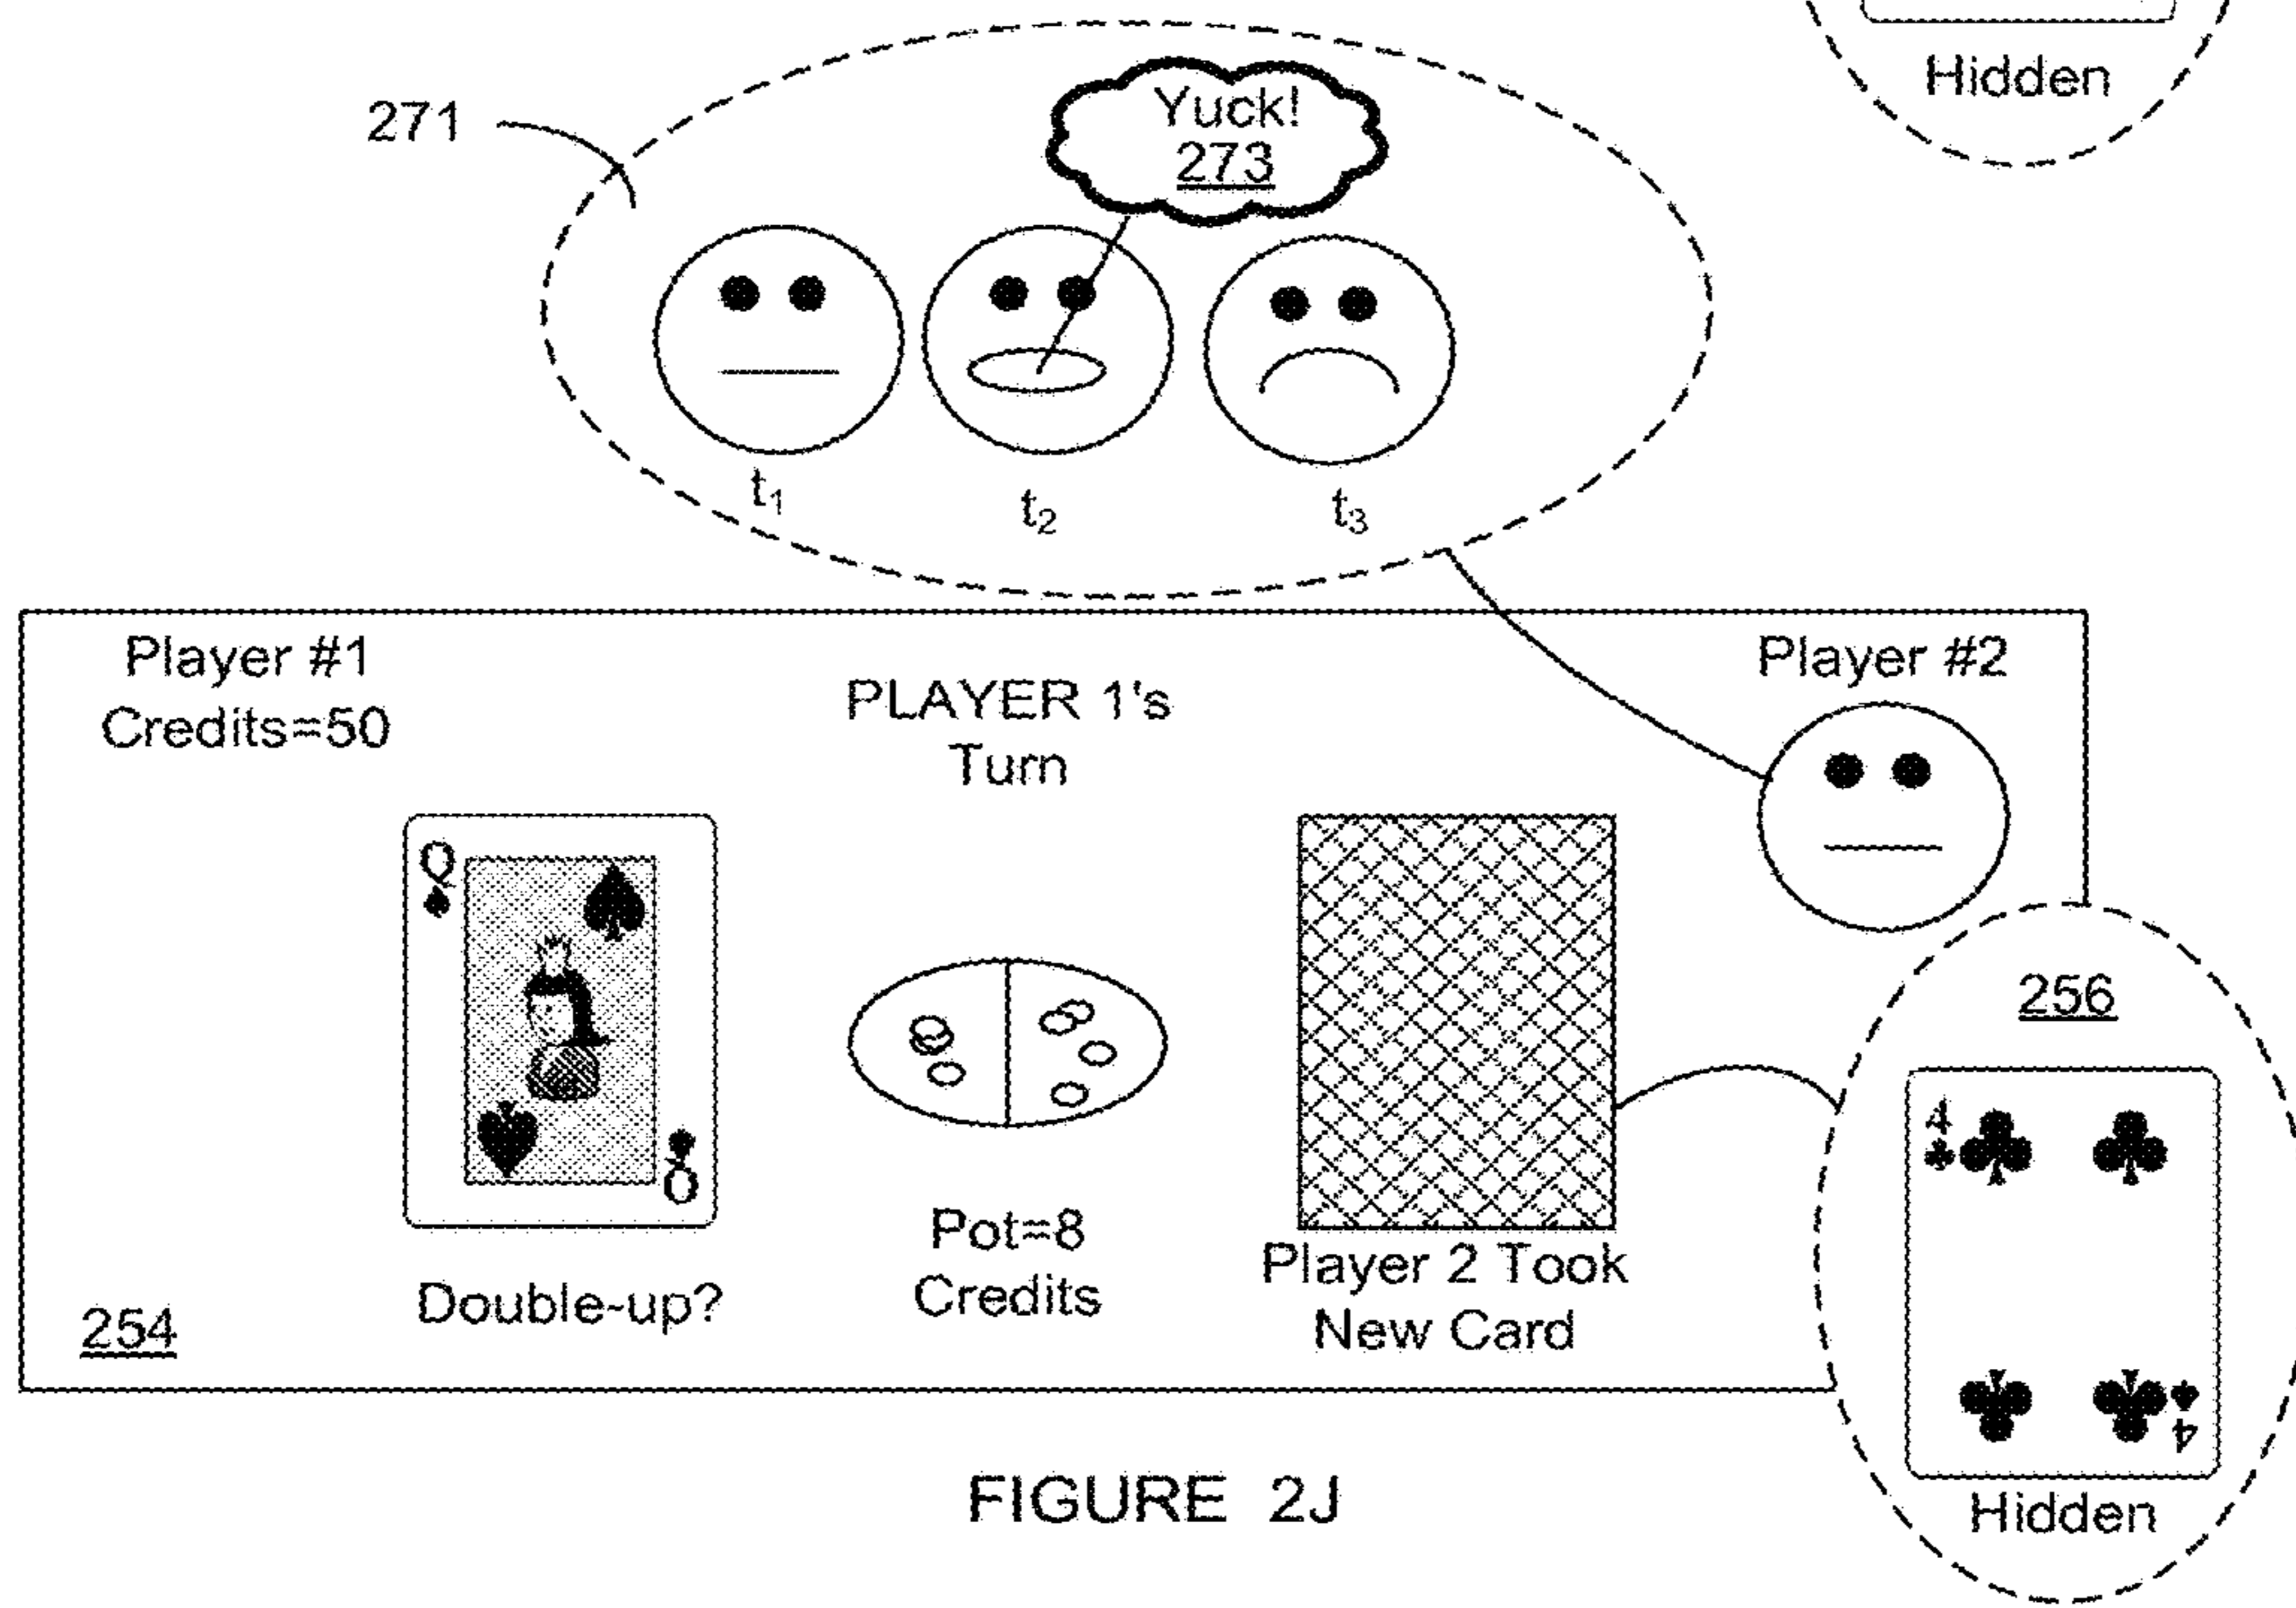 Hidden
271
Yuck!
273
t1
t2
t3
Player #1
Credits=50
PLAYER 1's
Turn
Player #2
Q
Q
256
4
4
Hidden
Double-up?
Pot=8
Credits
Player 2 Took
New Card
254
FIGURE 2J